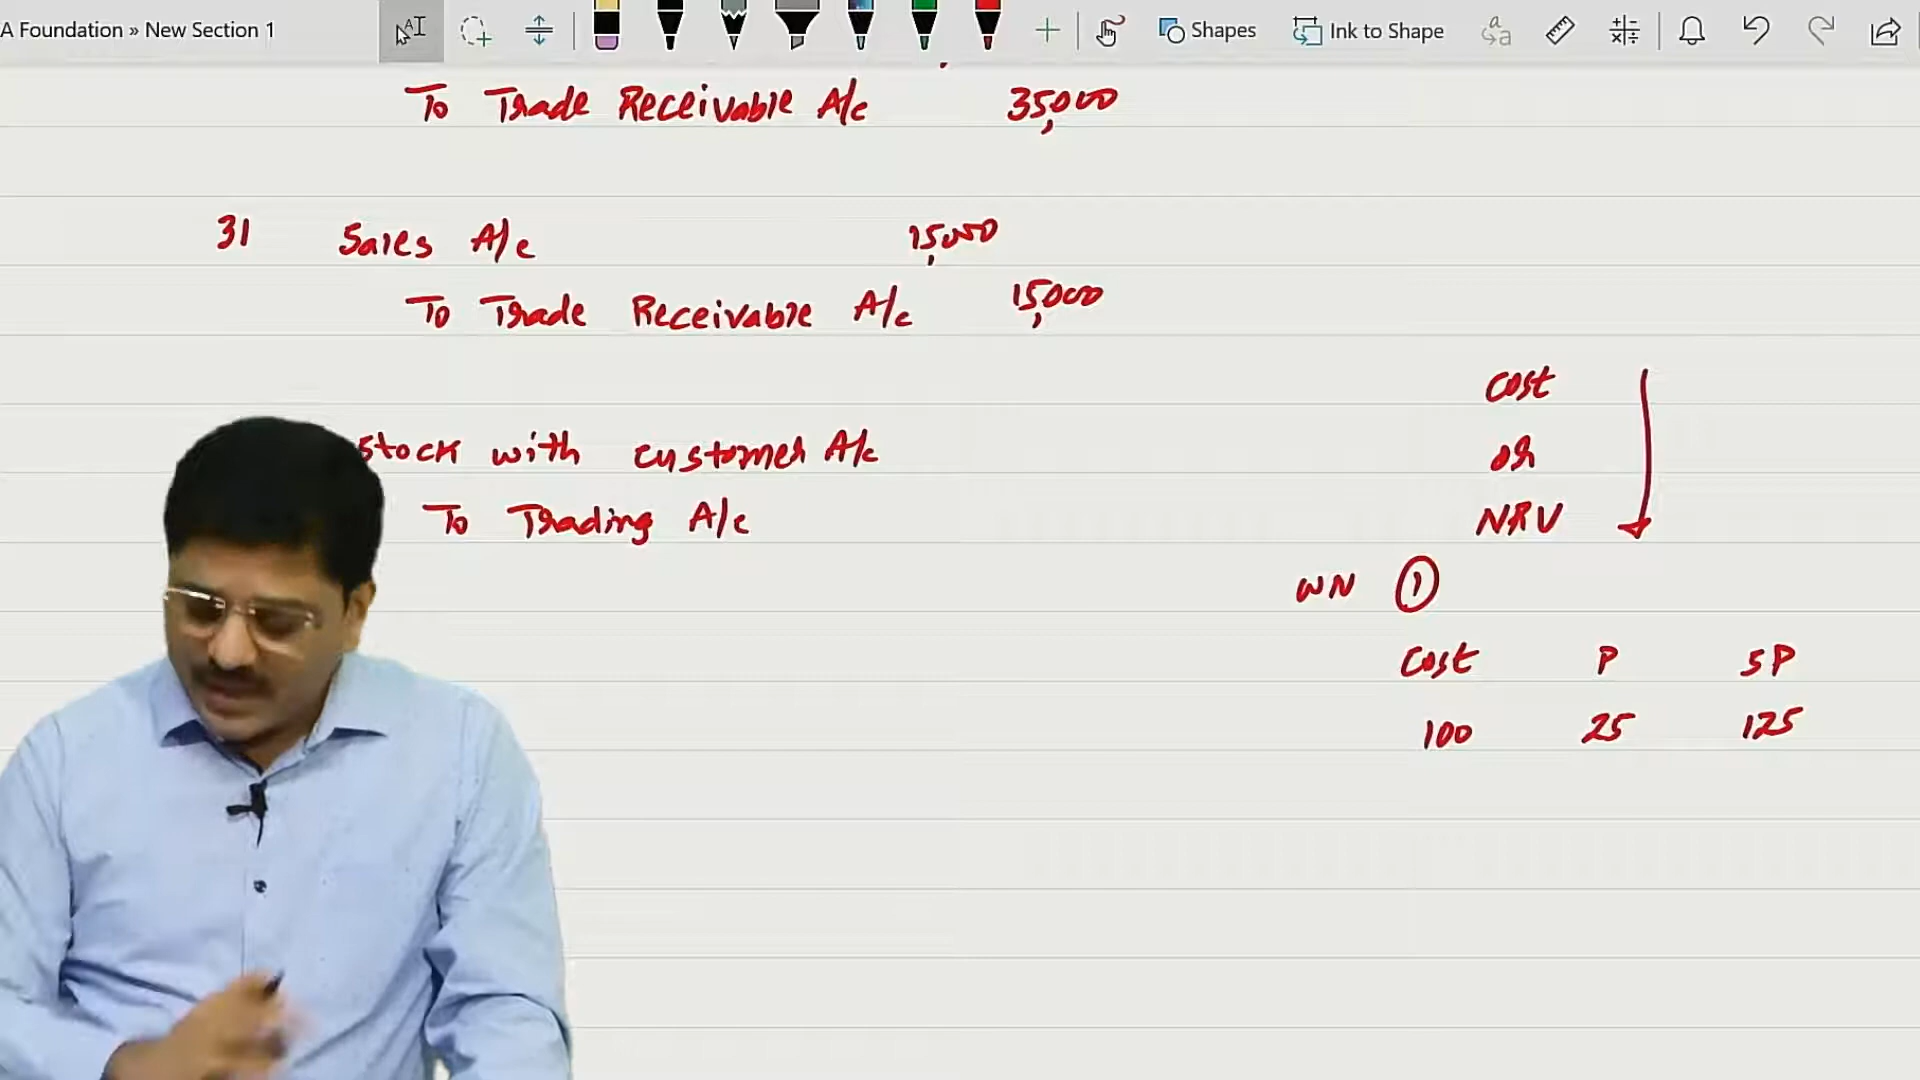 A Foundation » New Section 1
Shapes
Ink to Shape
To Trade Receivable A/c 35,000
31 Sales A/c 15,000
To Trade Receivable A/c 15,000
Cost
or
NRV
Stock with customer A/c
To Trading A/c
WN 1
Cost P SP
100 25 125